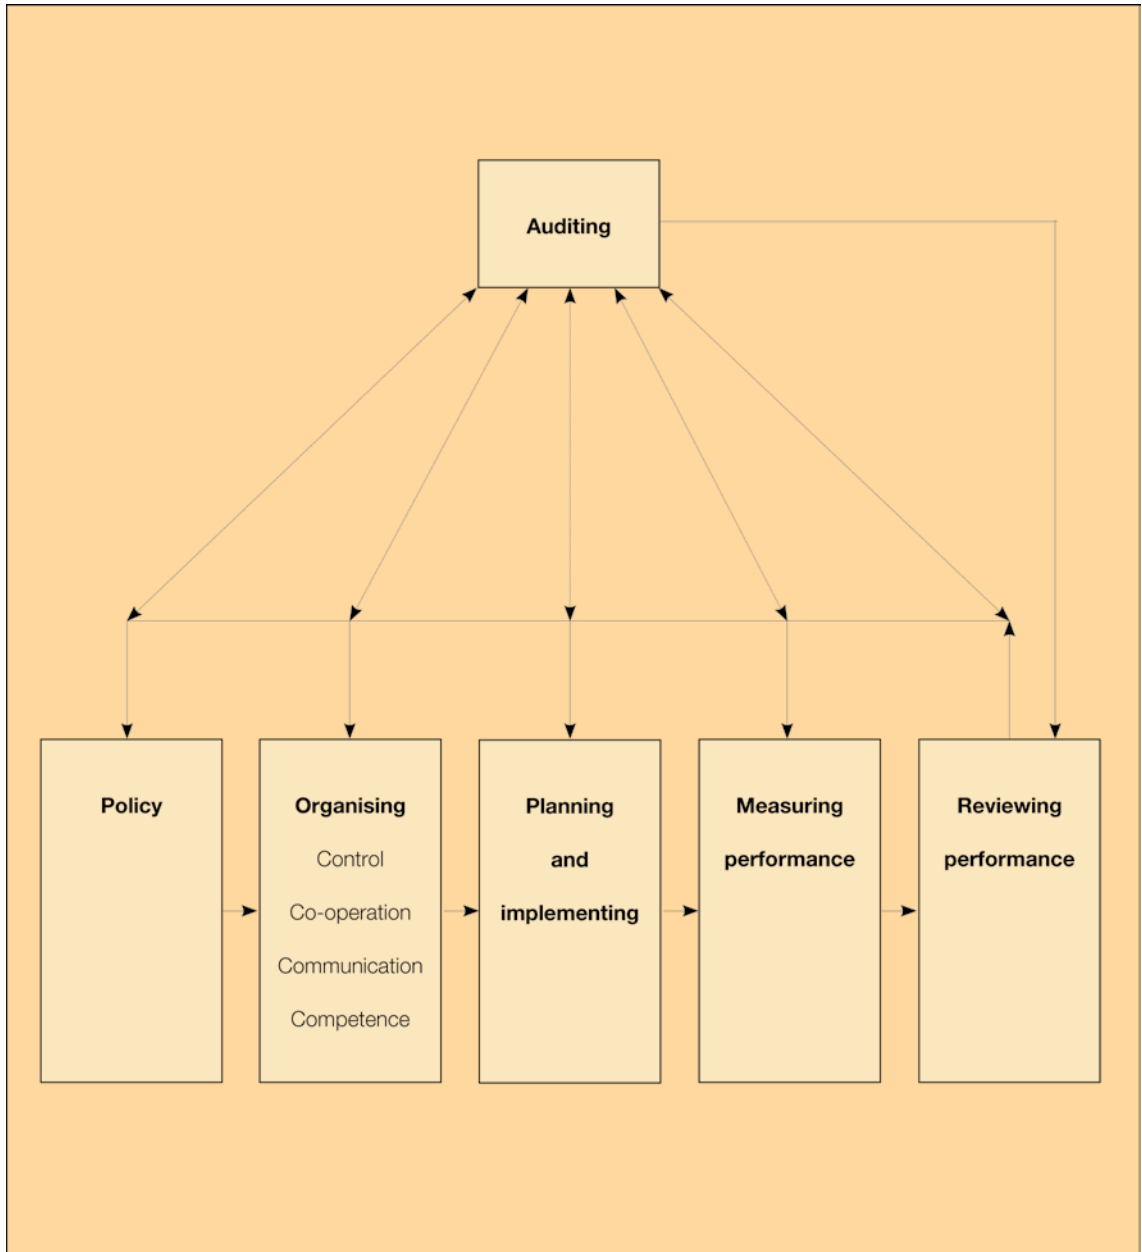 Auditing
Policy
Organising
Control
Co-operation
Communication
Competence
Planning
and
implementing
Measuring
performance
Reviewing
performance